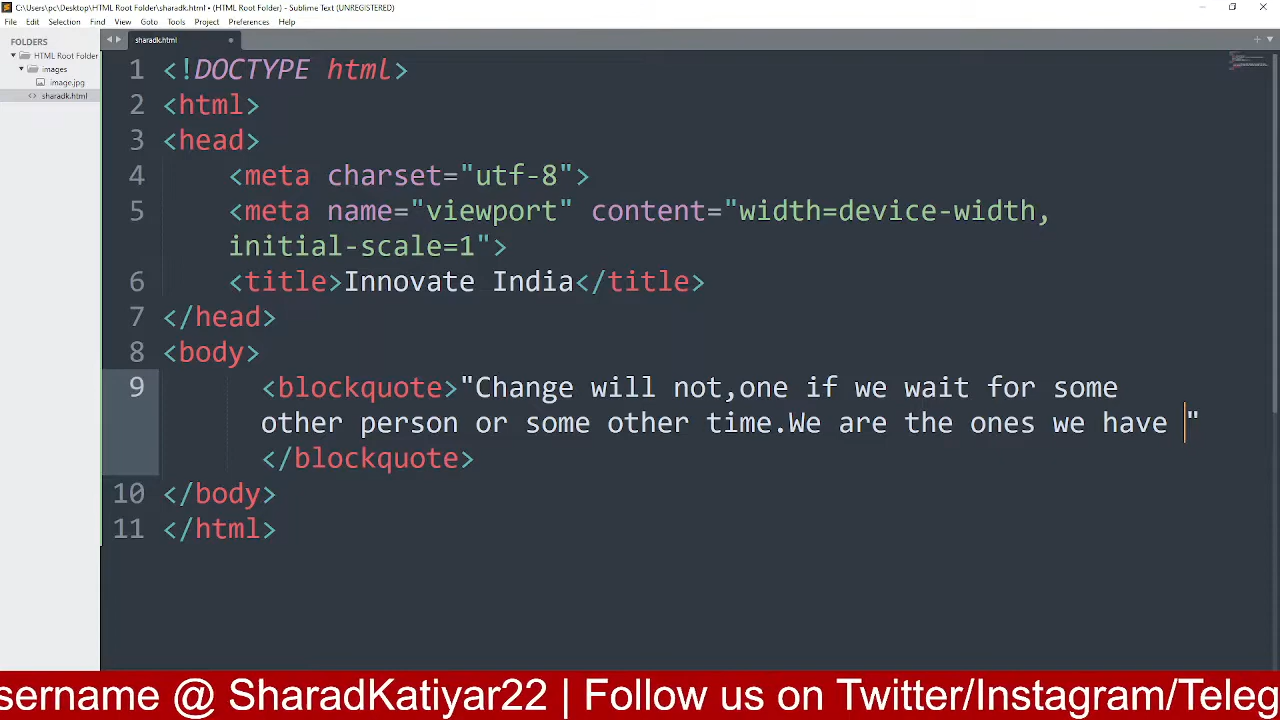 C:\Users\pc\Desktop\HTML Root Folder\sharadk.html • (HTML Root Folder) - Sublime Text (UNREGISTERED)
File Edit Selection Find View Goto Tools Project Preferences Help
FOLDERS
HTML Root Folder
images
image.jpg
sharadk.html
sharadk.html
1 <!DOCTYPE html>
2 <html>
3 <head>
4 <meta charset="utf-8">
5 <meta name="viewport" content="width=device-width,
initial-scale=1">
6 <title>Innovate India</title>
7 </head>
8 <body>
9 <blockquote>"Change will not,one if we wait for some
other person or some other time.We are the ones we have "
</blockquote>
10 </body>
11 </html>
sername @ SharadKatiyar22 | Follow us on Twitter/Instagram/Teleg